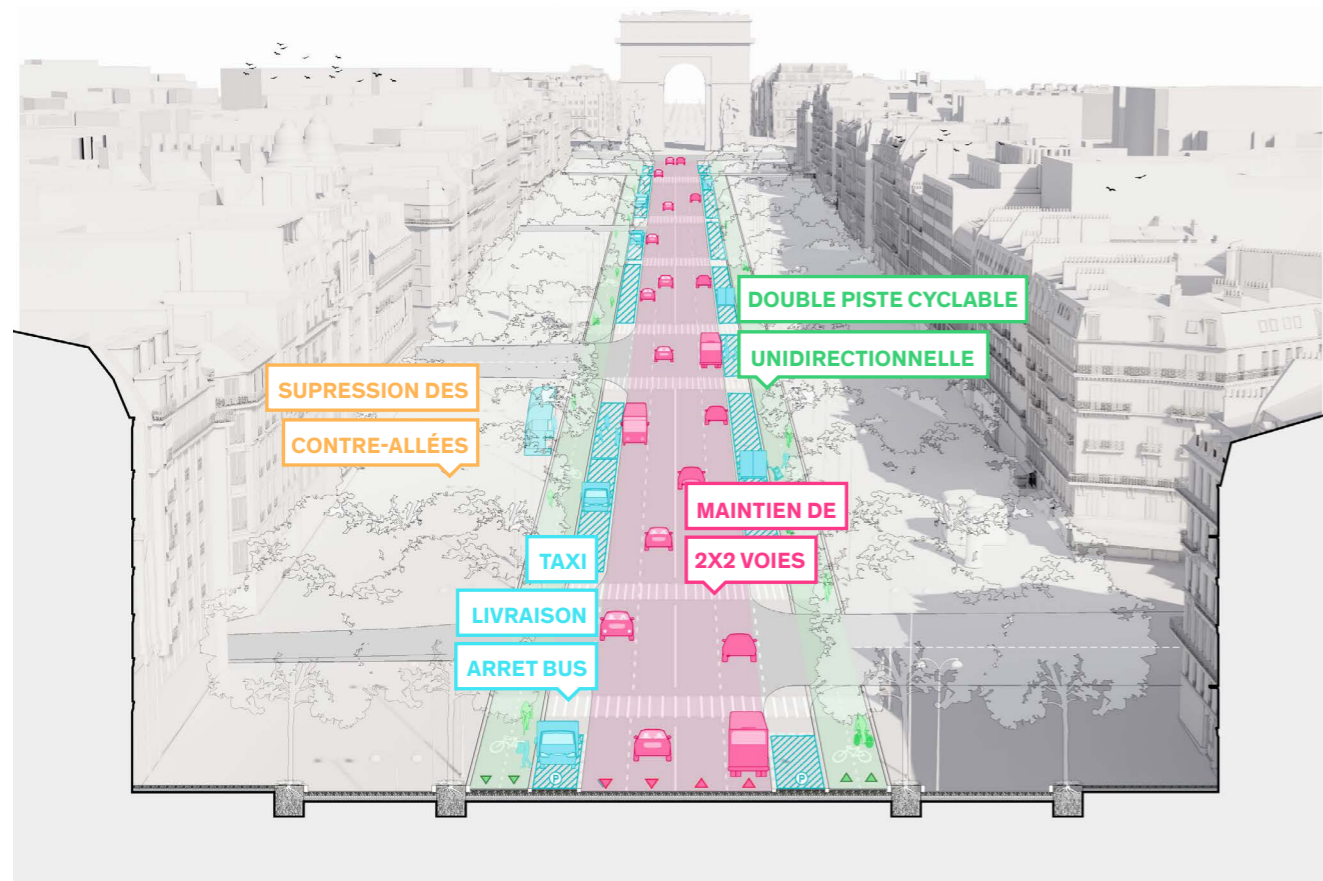 DOUBLE PISTE CYCLABLE
UNIDIRECTIONNELLE
SUPRESSION DES
CONTRE-ALLÉES
MAINTIEN DE
2X2 VOIES
TAXI
LIVRAISON
ARRET BUS
P
P